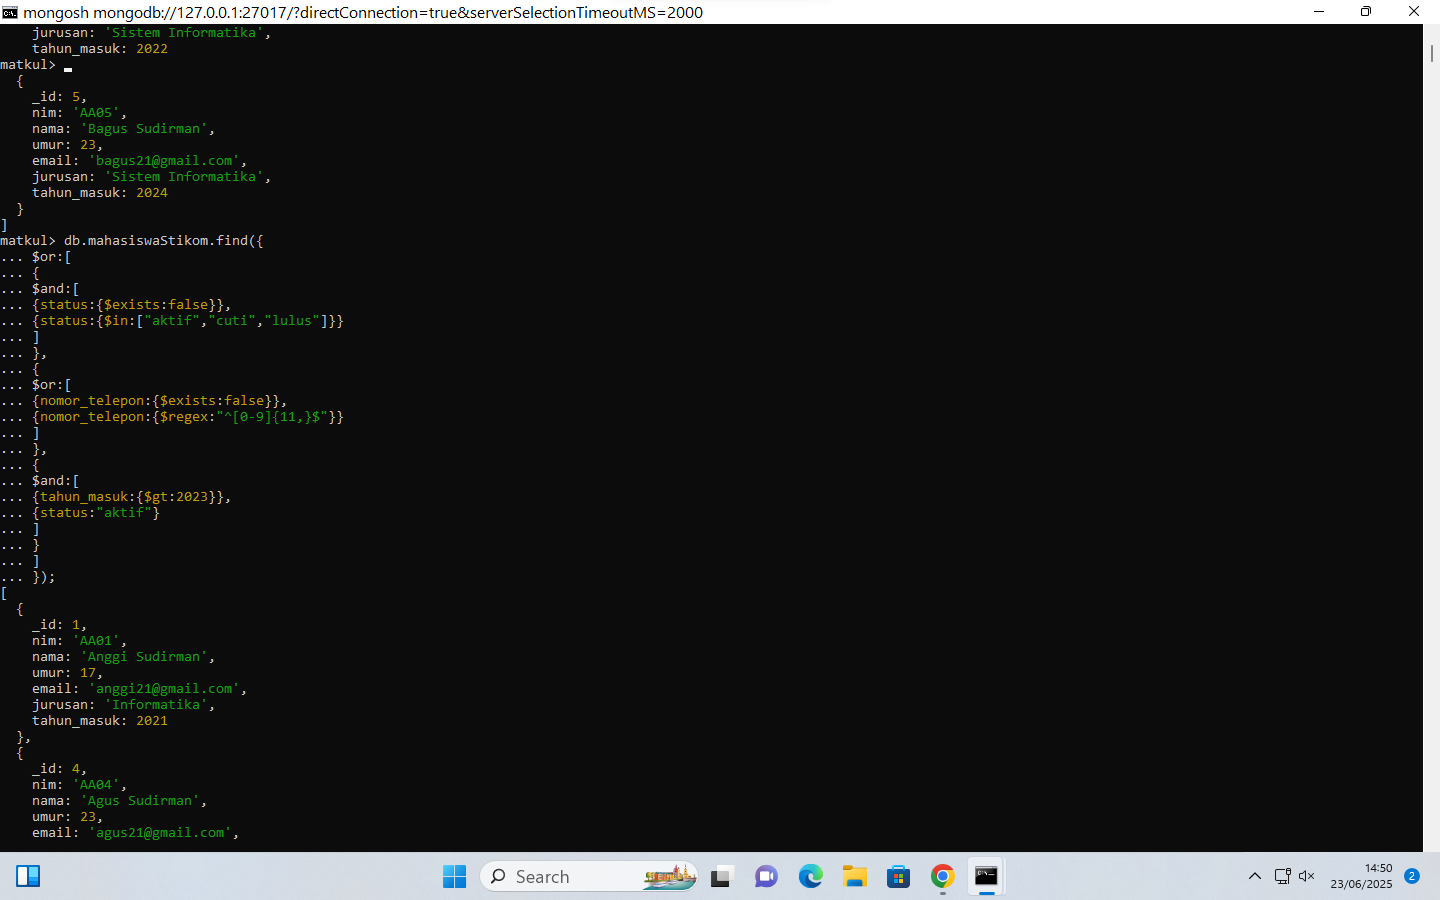 mongosh mongodb://127.0.0.1:27017/?directConnection=true&serverSelectionTimeoutMS=2000
    jurusan: 'Sistem Informatika',
    tahun_masuk: 2022
matkul>
  {
    _id: 5,
    nim: 'AA05',
    nama: 'Bagus Sudirman',
    umur: 23,
    email: 'bagus21@gmail.com',
    jurusan: 'Sistem Informatika',
    tahun_masuk: 2024
  }
]
matkul> db.mahasiswaStikom.find({
... $or:[
... {
... $and:[
... {status:{$exists:false}},
... {status:{$in:["aktif","cuti","lulus"]}}
... ]
... },
... {
... $or:[
... {nomor_telepon:{$exists:false}},
... {nomor_telepon:{$regex:"^[0-9]{11,}$"}}
... ]
... },
... {
... $and:[
... {tahun_masuk:{$gt:2023}},
... {status:"aktif"}
... ]
... }
... ]
... });
[
  {
    _id: 1,
    nim: 'AA01',
    nama: 'Anggi Sudirman',
    umur: 17,
    email: 'anggi21@gmail.com',
    jurusan: 'Informatika',
    tahun_masuk: 2021
  },
  {
    _id: 4,
    nim: 'AA04',
    nama: 'Agus Sudirman',
    umur: 23,
    email: 'agus21@gmail.com',
Search
14:50
23/06/2025
2